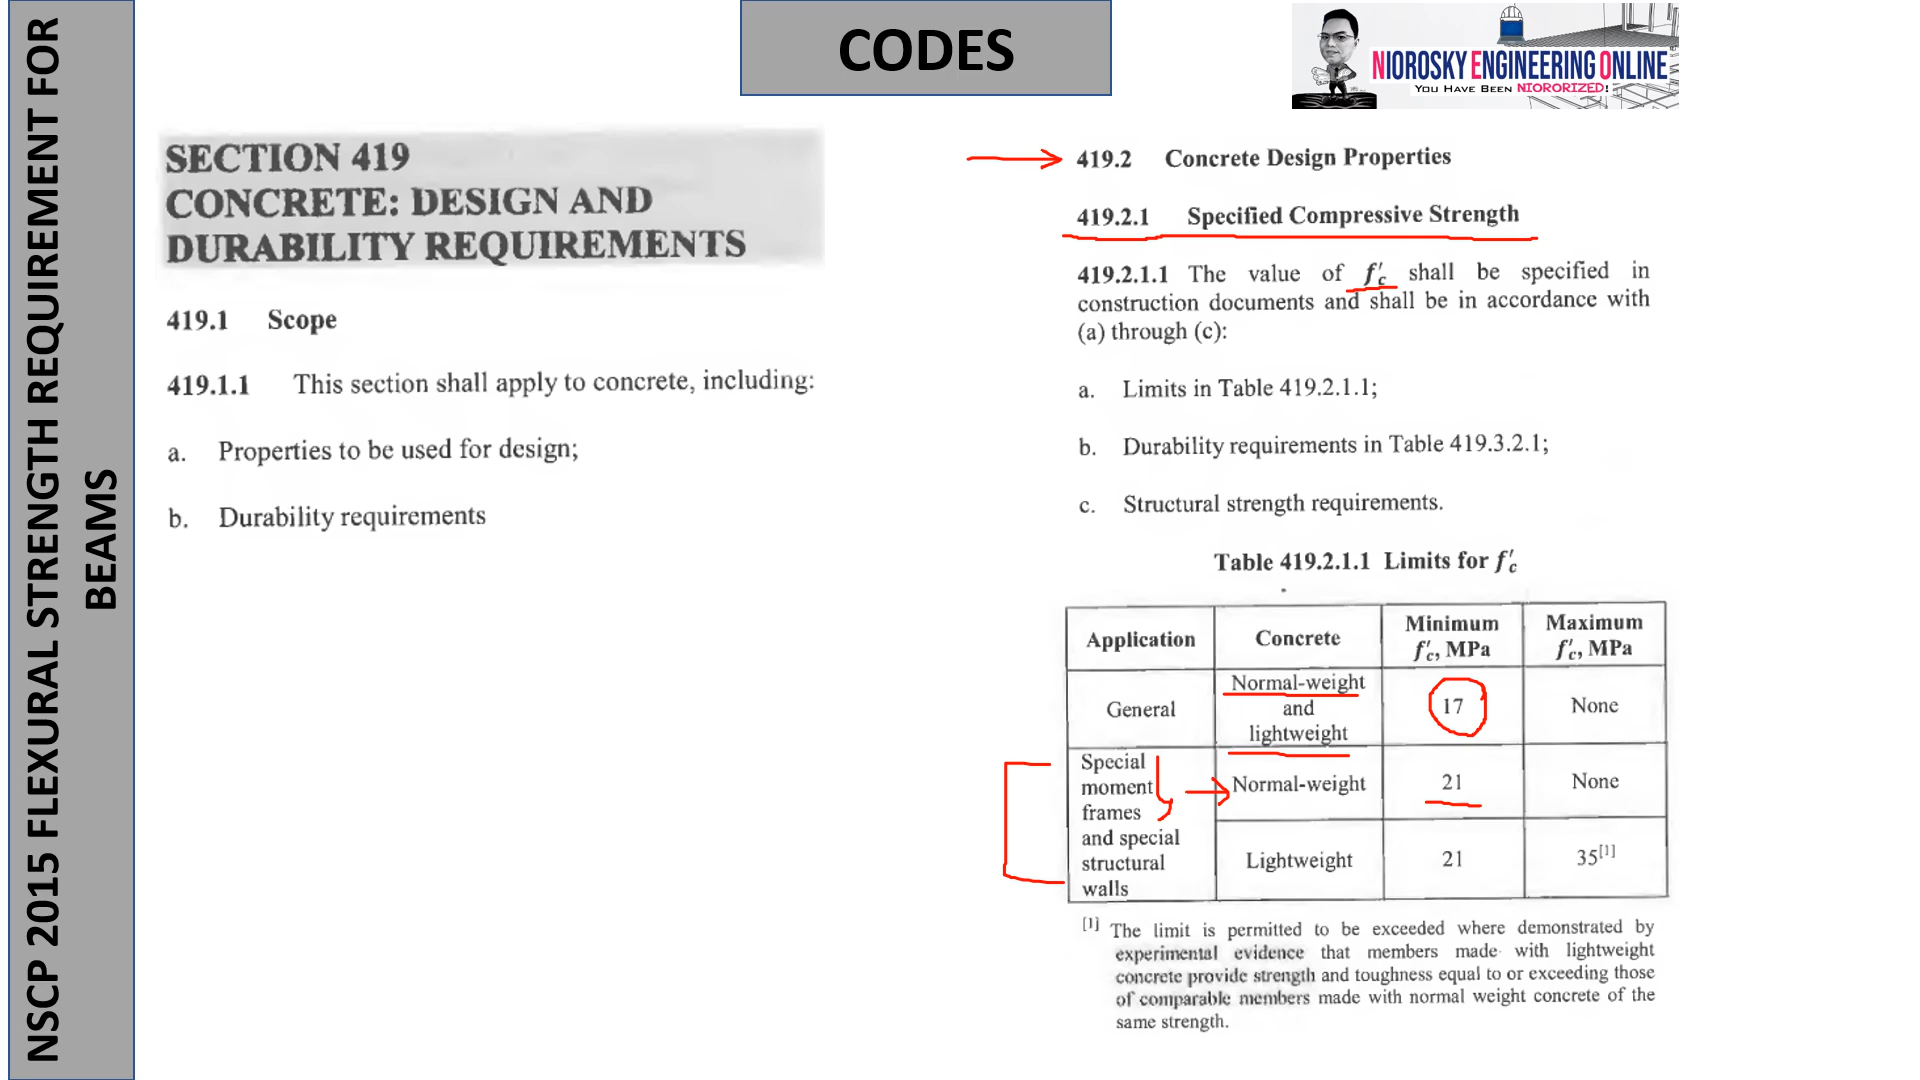 NSCP 2015 FLEXURAL STRENGTH REQUIREMENT FOR
BEAMS
CODES
NIOROSKY ENGINEERING ONLINE
YOU HAVE BEEN NIORORIZED!
SECTION 419
CONCRETE: DESIGN AND
DURABILITY REQUIREMENTS
419.1 Scope
419.1.1 This section shall apply to concrete, including:
a. Properties to be used for design;
b. Durability requirements
419.2 Concrete Design Properties
419.2.1 Specified Compressive Strength
419.2.1.1 The value of f′c shall be specified in
construction documents and shall be in accordance with
(a) through (c):
a. Limits in Table 419.2.1.1;
b. Durability requirements in Table 419.3.2.1;
c. Structural strength requirements.
Table 419.2.1.1 Limits for f′c
Application Concrete Minimum f′c, MPa Maximum f′c, MPa
General Normal-weight and lightweight 17 None
Special moment frames and special structural walls
Normal-weight 21 None
Lightweight 21 35[1]
[1] The limit is permitted to be exceeded where demonstrated by
experimental evidence that members made with lightweight
concrete provide strength and toughness equal to or exceeding those
of comparable members made with normal weight concrete of the
same strength.